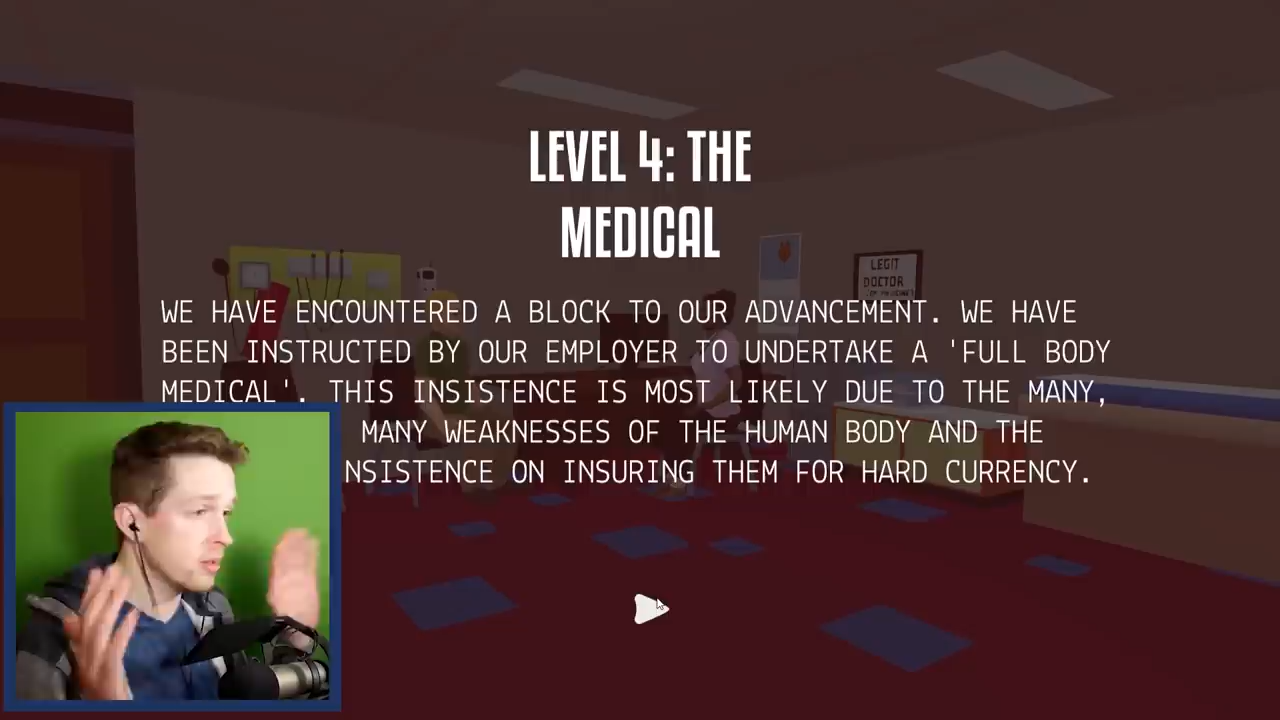 LEVEL 4: THE
MEDICAL
LEGIT
DOCTOR
WE HAVE ENCOUNTERED A BLOCK TO OUR ADVANCEMENT. WE HAVE
BEEN INSTRUCTED BY OUR EMPLOYER TO UNDERTAKE A 'FULL BODY
MEDICAL'. THIS INSISTENCE IS MOST LIKELY DUE TO THE MANY,
MANY WEAKNESSES OF THE HUMAN BODY AND THE
NSISTENCE ON INSURING THEM FOR HARD CURRENCY.